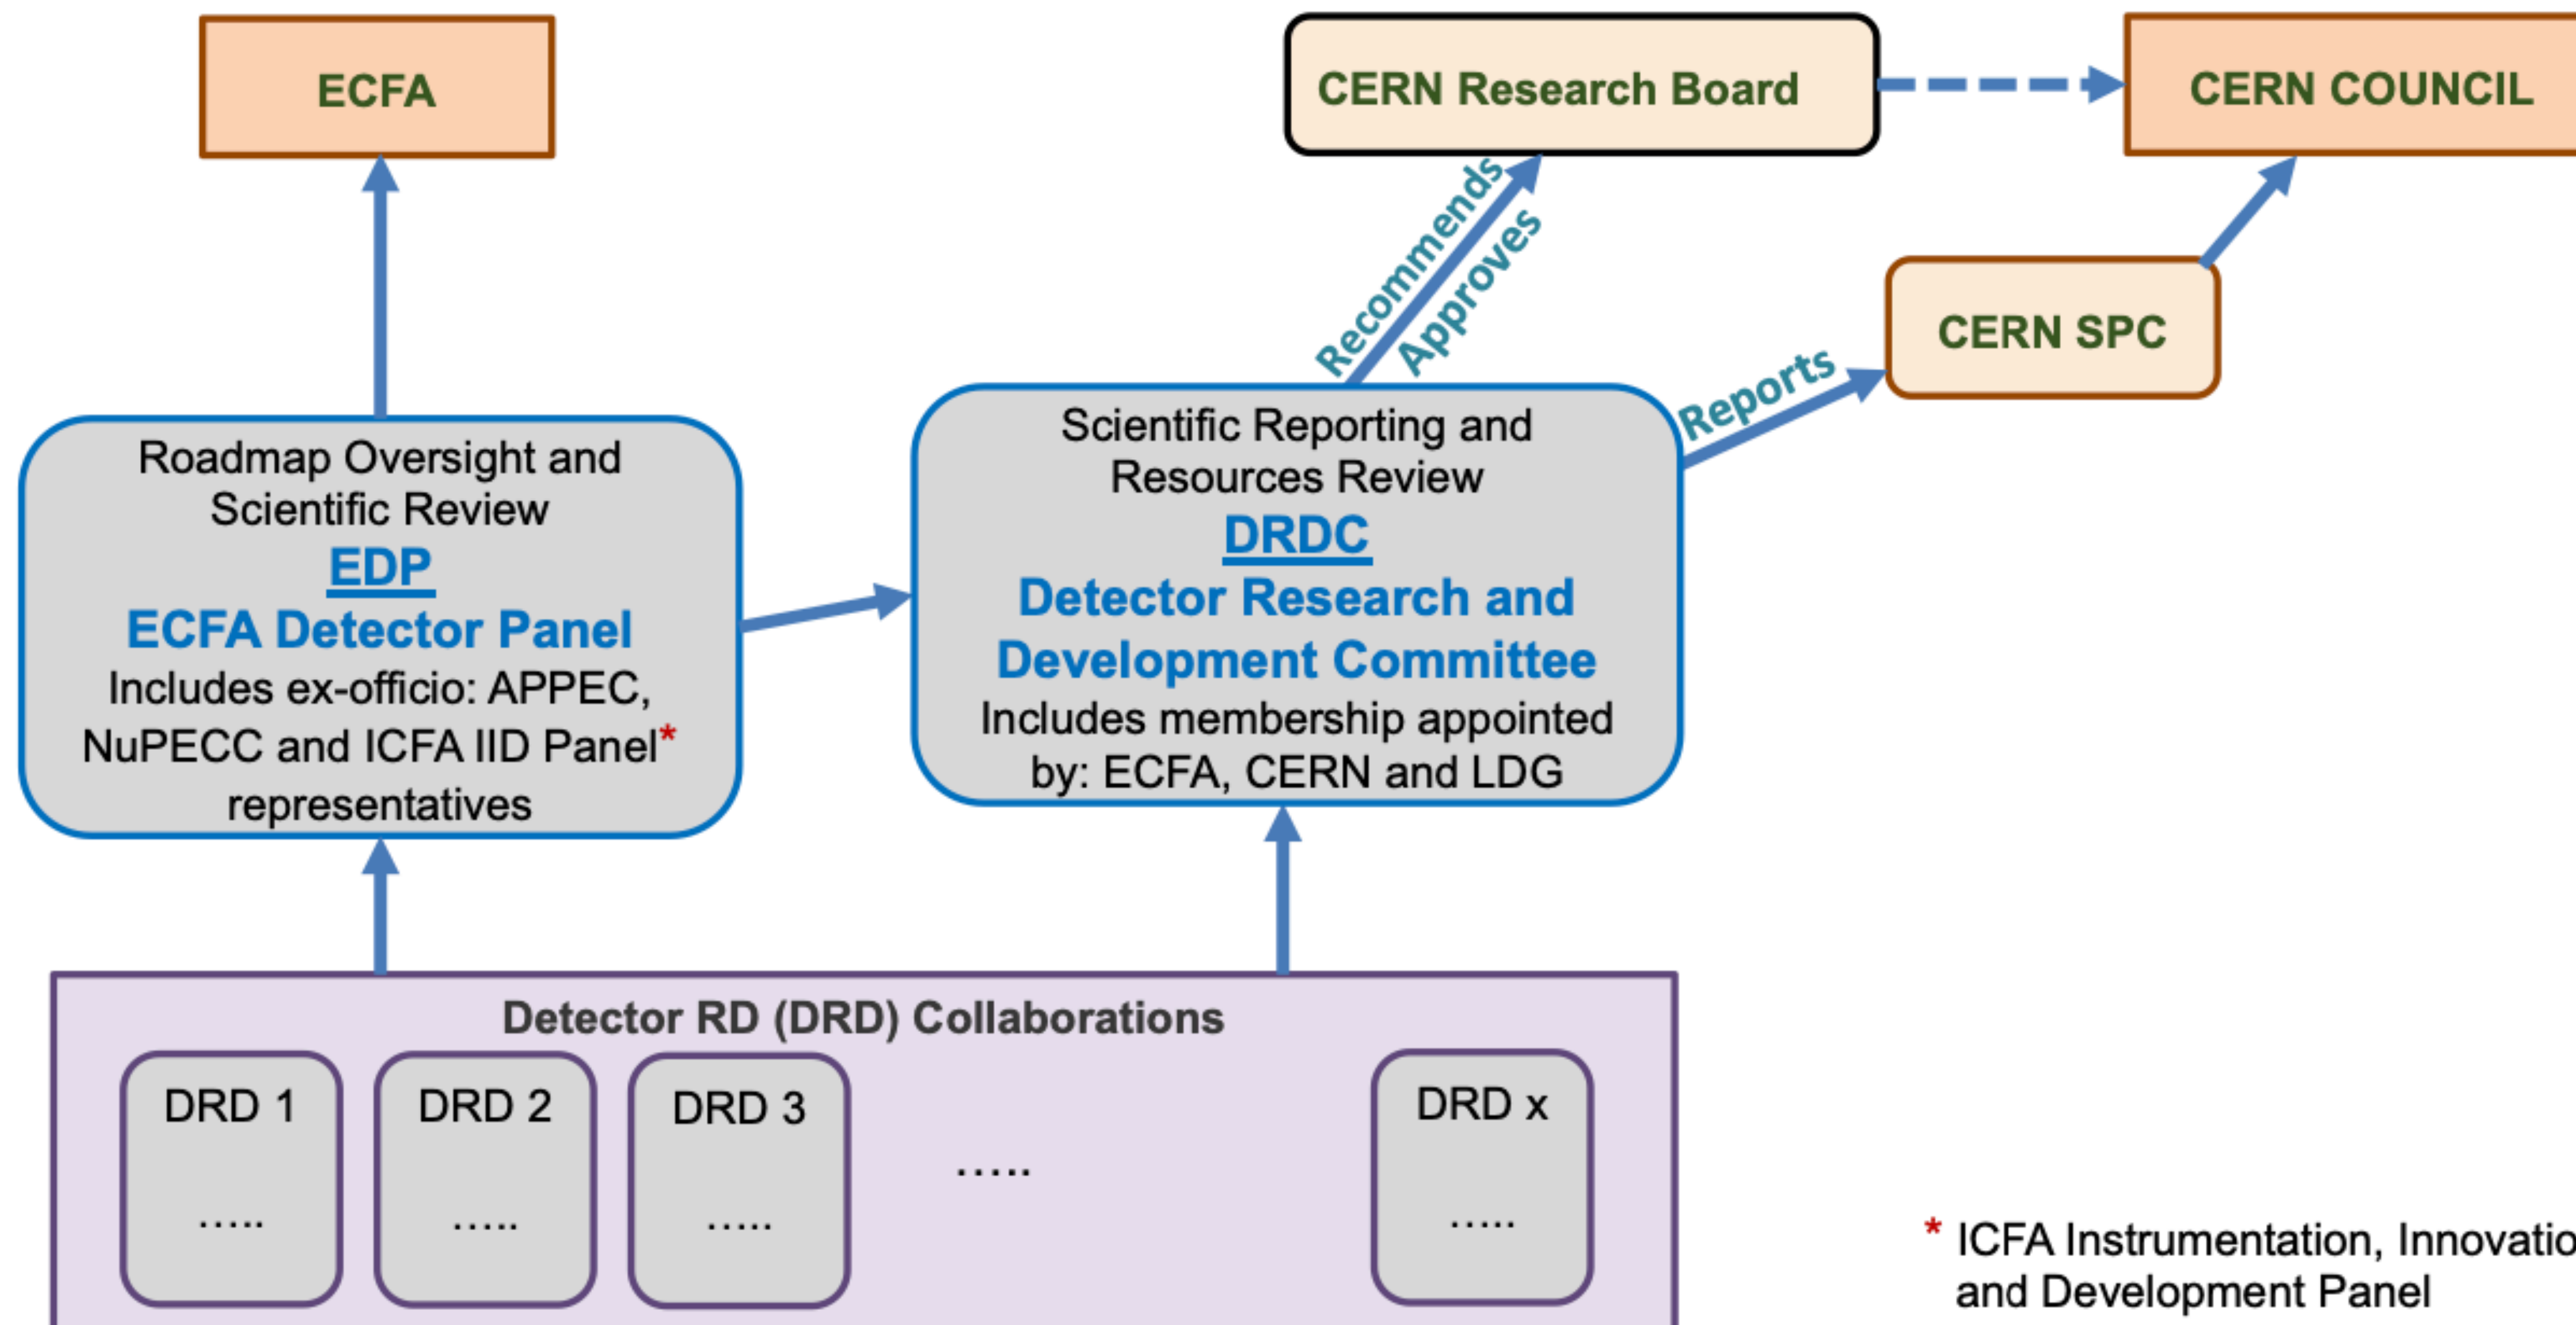 ECFA
CERN Research Board
CERN COUNCIL
Recommends
Approves
Reports
CERN SPC
Roadmap Oversight and
Scientific Review
EDP
ECFA Detector Panel
Includes ex-officio: APPEC,
NuPECC and ICFA IID Panel*
representatives
Scientific Reporting and
Resources Review
DRDC
Detector Research and
Development Committee
Includes membership appointed
by: ECFA, CERN and LDG
Detector RD (DRD) Collaborations
DRD 1
.....
DRD 2
.....
DRD 3
.....
.....
DRD x
.....
* ICFA Instrumentation, Innovatio
and Development Panel